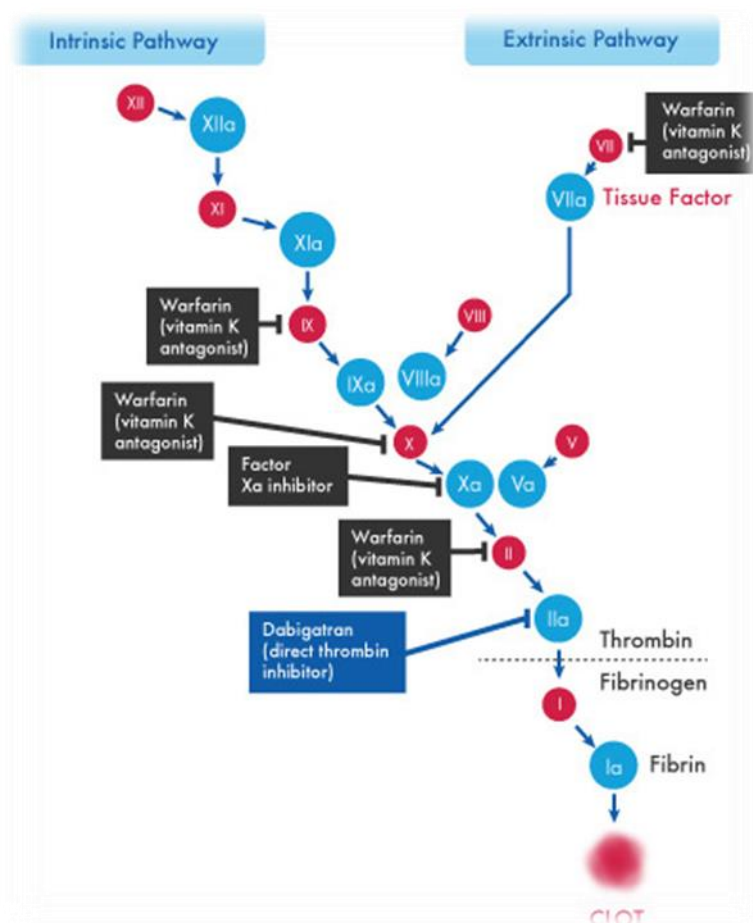 Intrinsic Pathway
Extrinsic Pathway
XII
XIIa
Warfarin
(vitamin K
antagonist)
VII
XI
VIIa
Tissue Factor
XIa
Warfarin
(vitamin K
antagonist)
IX
VIII
IXa
VIIIa
Warfarin
(vitamin K
antagonist)
X
V
Factor
Xa inhibitor
Xa
Va
Warfarin
(vitamin K
antagonist)
II
Dabigatran
(direct thrombin
inhibitor)
IIa
Thrombin
Fibrinogen
I
Ia
Fibrin
CLOT